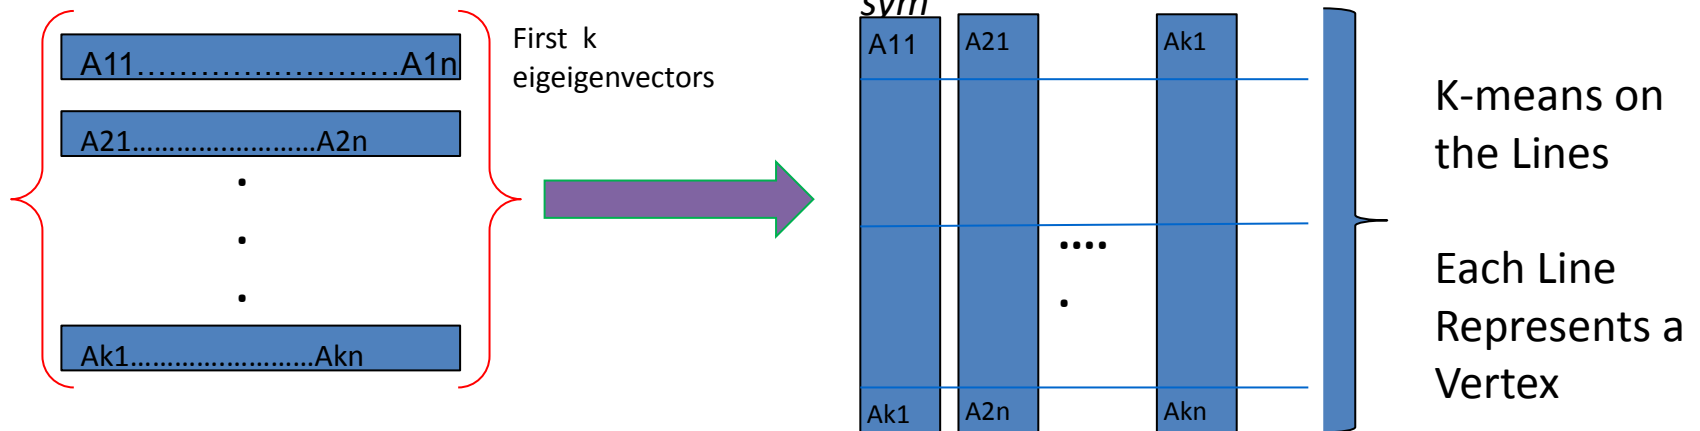 A11……………………….A1n
A21…………………….A2n
.
.
.
Ak1…………………….Akn
First k
eigeigenvectors
sym
A11 A21 Ak1
....
.
Ak1 A2n Akn
K-means on
the Lines
Each Line
Represents a
Vertex